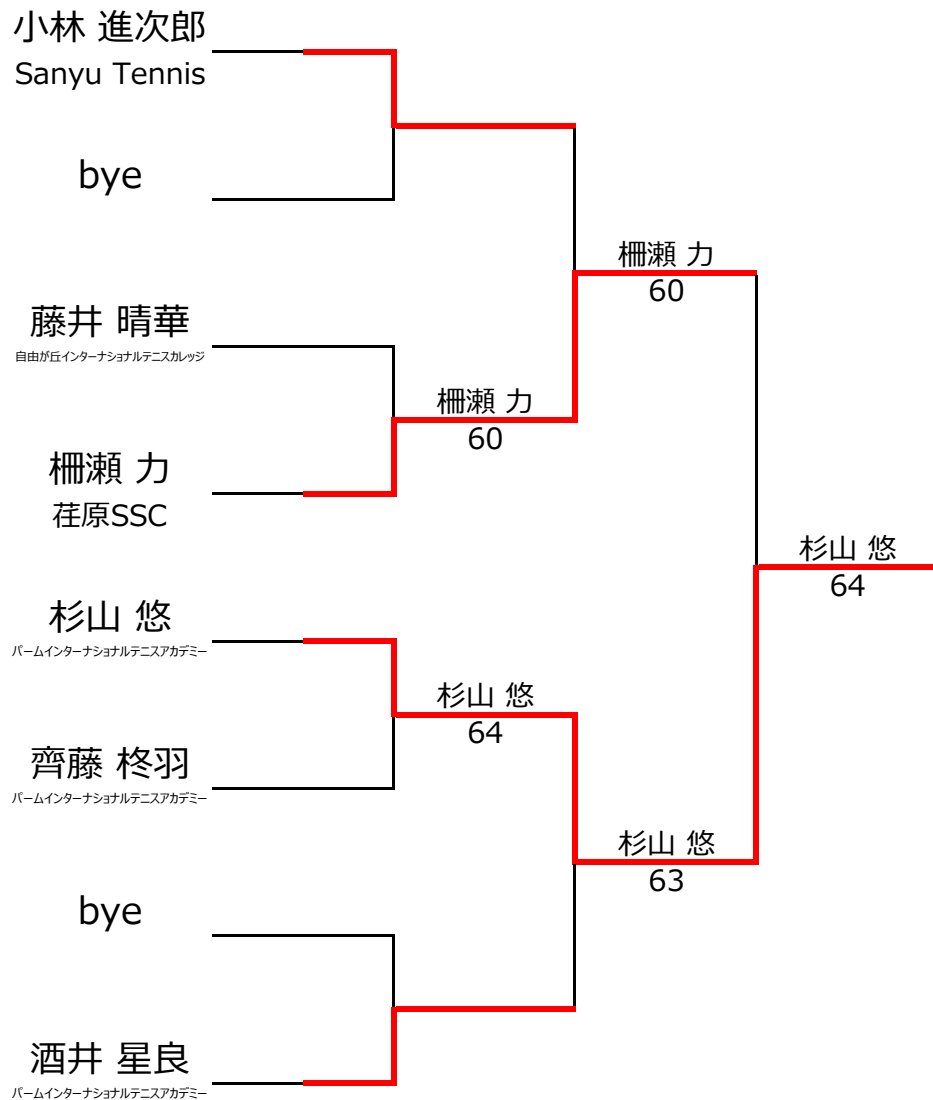 小林 進次郎
Sanyu Tennis
bye
藤井 晴華
自由が丘インターナショナルテニスカレッジ
柵瀬 力
荏原SSC
杉山 悠
パームインターナショナルテニスアカデミー
齊藤 柊羽
パームインターナショナルテニスアカデミー
bye
酒井 星良
パームインターナショナルテニスアカデミー
柵瀬 力
60
杉山 悠
64
柵瀬 力
60
杉山 悠
63
杉山 悠
64